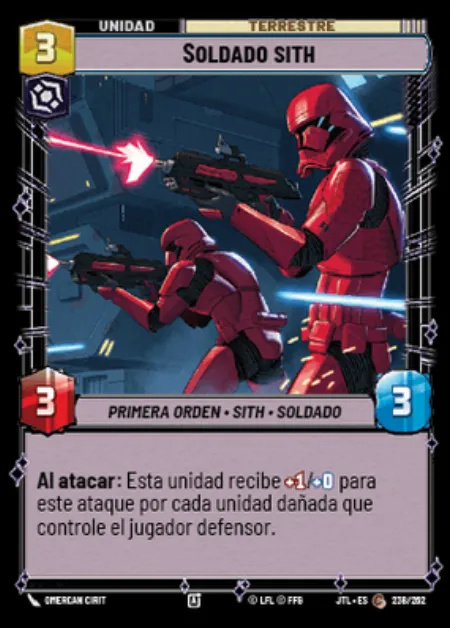 UNIDAD
TERRESTRE
3
SOLDADO SITH
3
PRIMERA ORDEN • SITH • SOLDADO
3
Al atacar: Esta unidad recibe +1/+0 para
este ataque por cada unidad dañada que
controle el jugador defensor.
OMERCAN CIRIT
A
© LFL © FFG
JTL • ES
C
236/262